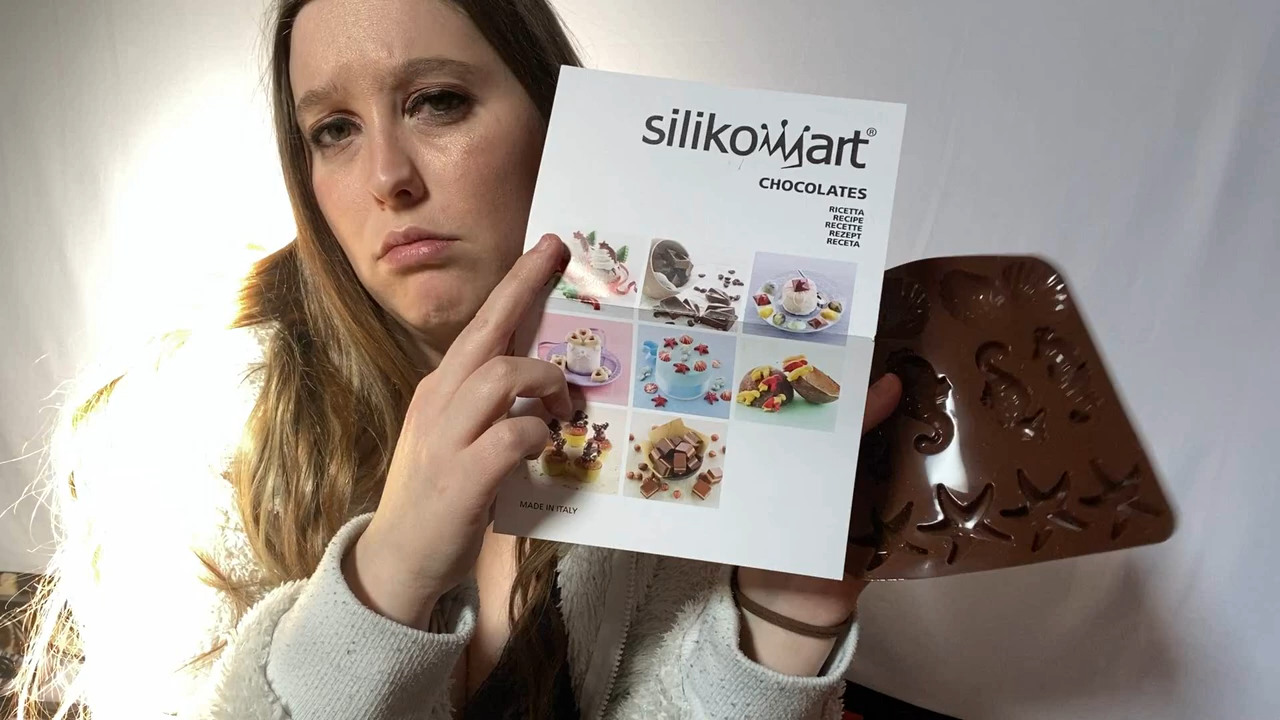 silikomart®
CHOCOLATES
RICETTA
RECIPE
RECETTE
REZEPT
RECETA
MADE IN ITALY